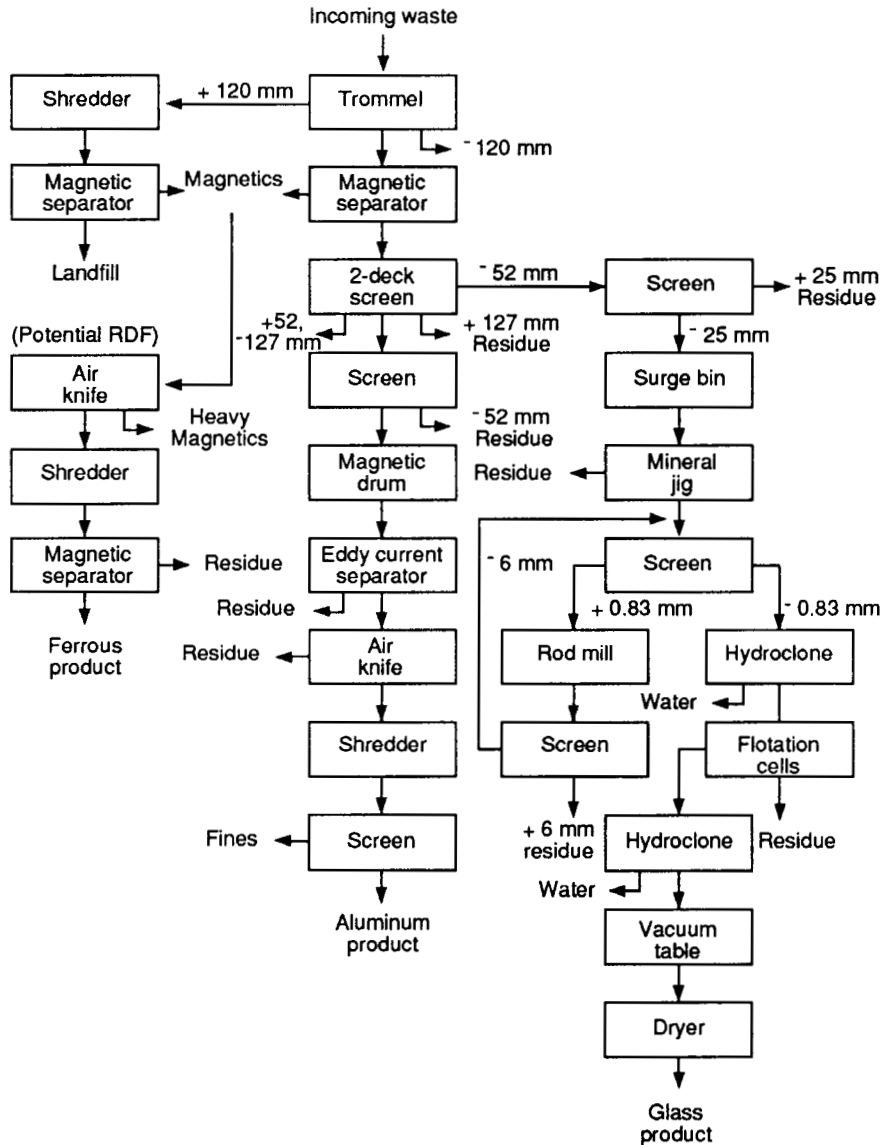 Incoming waste
Shredder
+ 120 mm
Trommel
- 120 mm
Magnetic
separator
Magnetics
Magnetic
separator
Landfill
2-deck
screen
- 52 mm
Screen
+ 25 mm
Residue
+52,
-127 mm
+ 127 mm
Residue
- 25 mm
(Potential RDF)
Air
knife
Heavy
Magnetics
Screen
- 52 mm
Residue
Surge bin
Shredder
Magnetic
drum
Residue
Mineral
jig
Magnetic
separator
Residue
Eddy current
separator
Residue
- 6 mm
Screen
+ 0.83 mm
- 0.83 mm
Ferrous
product
Residue
Air
knife
Rod mill
Hydroclone
Water
Shredder
Screen
Flotation
cells
Fines
Screen
+ 6 mm
residue
Hydroclone
Residue
Water
Aluminum
product
Vacuum
table
Dryer
Glass
product